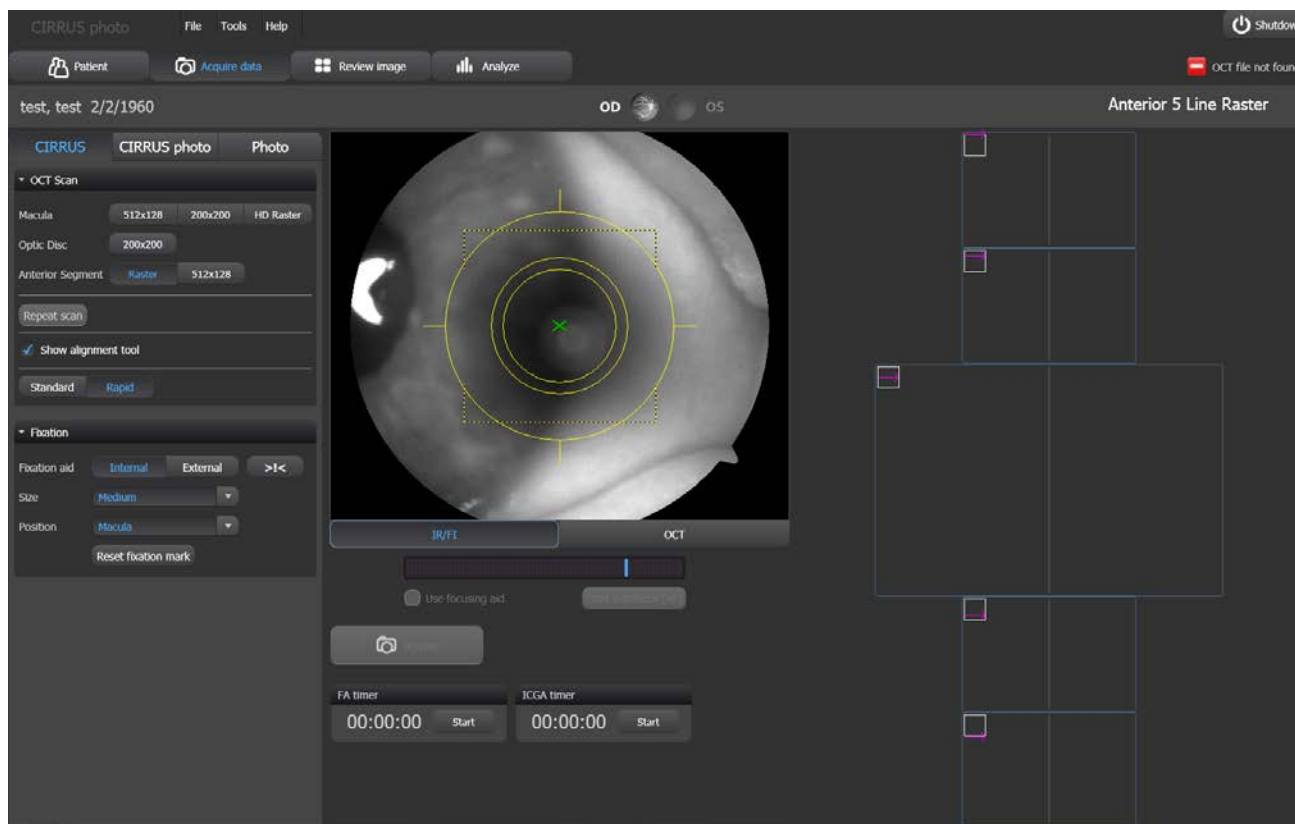 CIRRUS photo File Tools Help Shutdow
Patient Acquire data Review image Analyze OCT file not foun
test, test 2/2/1960 OD OS Anterior 5 Line Raster
CIRRUS CIRRUS photo Photo
OCT Scan
Macula 512x128 200x200 HD Raster
Optic Disc 200x200
Anterior Segment Raster 512x128
Repeat scan
Show alignment tool
Standard Rapid
Fixation
Fixation aid Internal External >!<
Size Medium
Position Macula
Reset fixation mark
IR/FI OCT
Use focusing aid
FA timer ICGA timer
00:00:00 Start 00:00:00 Start